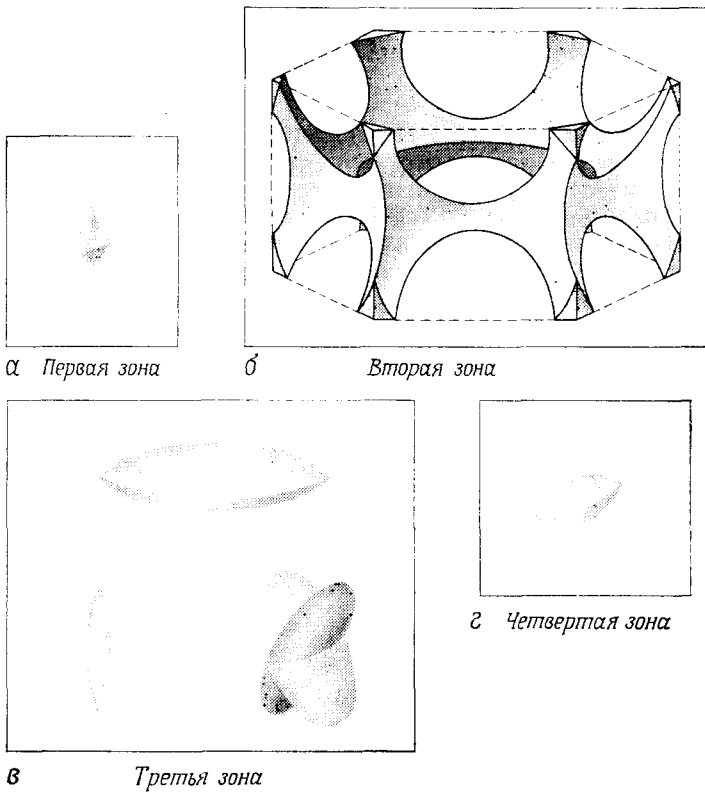 а Первая зона
б Вторая зона
г Четвертая зона
в Третья зона